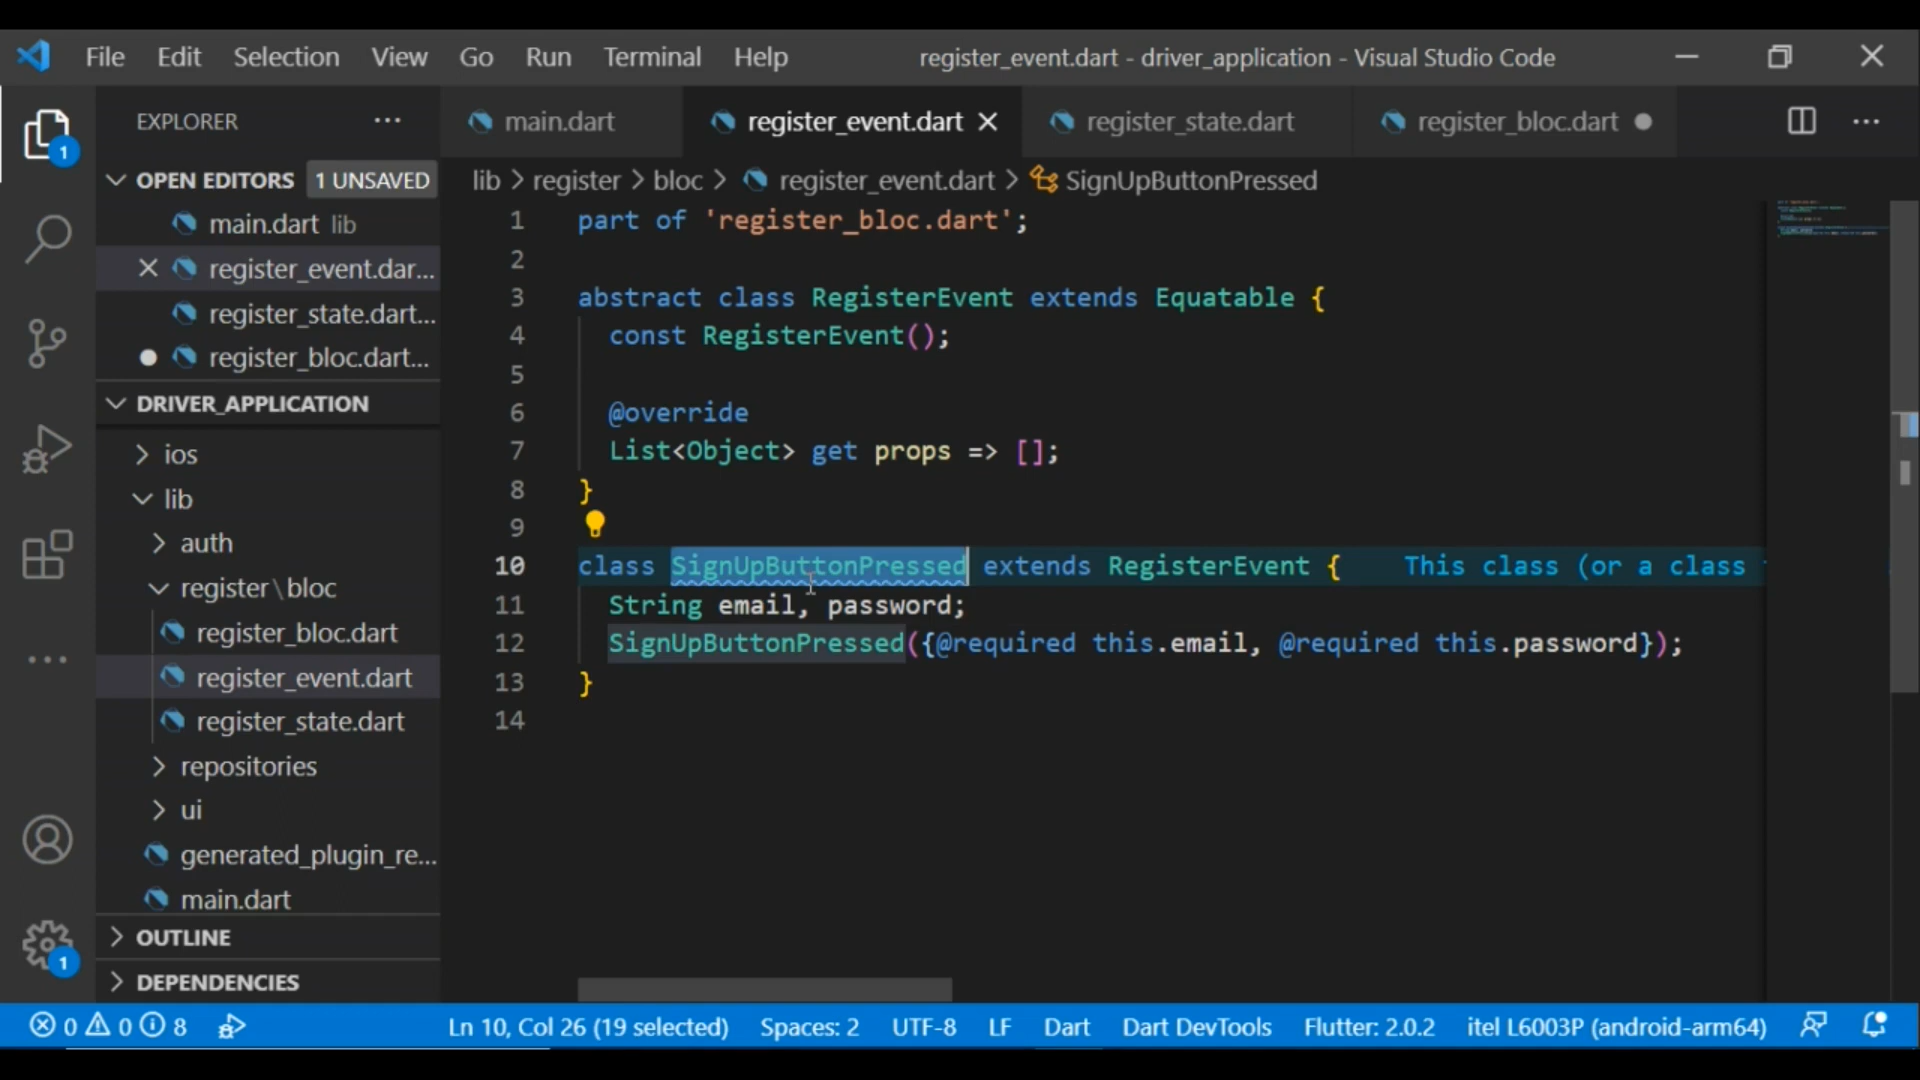 File Edit Selection View Go Run Terminal Help register_event.dart - driver_application - Visual Studio Code
EXPLORER
main.dart register_event.dart register_state.dart register_bloc.dart
OPEN EDITORS 1 UNSAVED
main.dart lib
register_event.dar...
register_state.dart...
register_bloc.dart...
DRIVER_APPLICATION
ios
lib
auth
register\bloc
register_bloc.dart
register_event.dart
register_state.dart
repositories
ui
generated_plugin_re...
main.dart
OUTLINE
DEPENDENCIES
1
1
lib > register > bloc > register_event.dart > SignUpButtonPressed
1 part of 'register_bloc.dart';
2
3 abstract class RegisterEvent extends Equatable {
4 const RegisterEvent();
5
6 @override
7 List<Object> get props => [];
8 }
9
10 class SignUpButtonPressed extends RegisterEvent { This class (or a class
11 String email, password;
12 SignUpButtonPressed({@required this.email, @required this.password});
13 }
14
0 0 8 Ln 10, Col 26 (19 selected) Spaces: 2 UTF-8 LF Dart Dart DevTools Flutter: 2.0.2 itel L6003P (android-arm64)